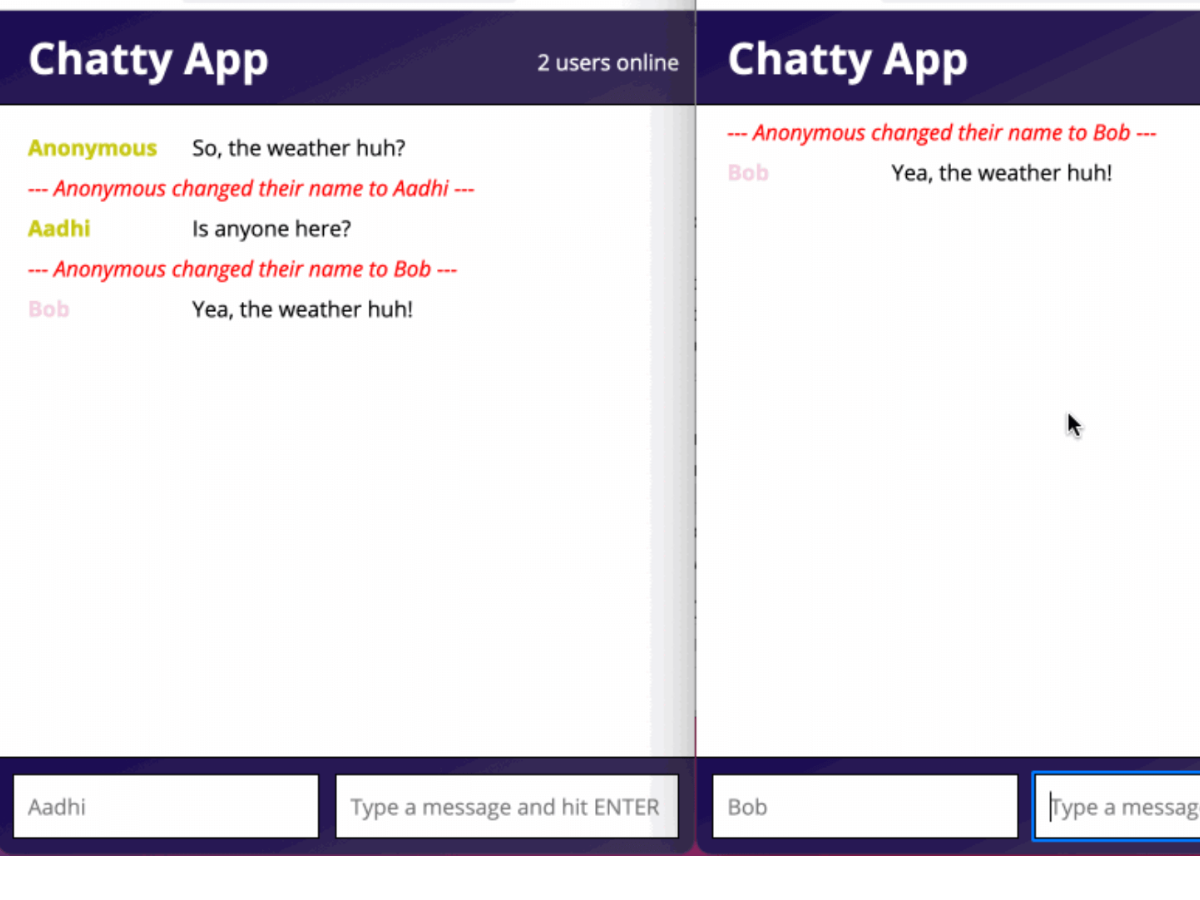 Chatty App
2 users online
Anonymous So, the weather huh?
--- Anonymous changed their name to Aadhi ---
Aadhi Is anyone here?
--- Anonymous changed their name to Bob ---
Bob Yea, the weather huh!
Aadhi
Type a message and hit ENTER
Chatty App
--- Anonymous changed their name to Bob ---
Bob Yea, the weather huh!
Bob
Type a messag